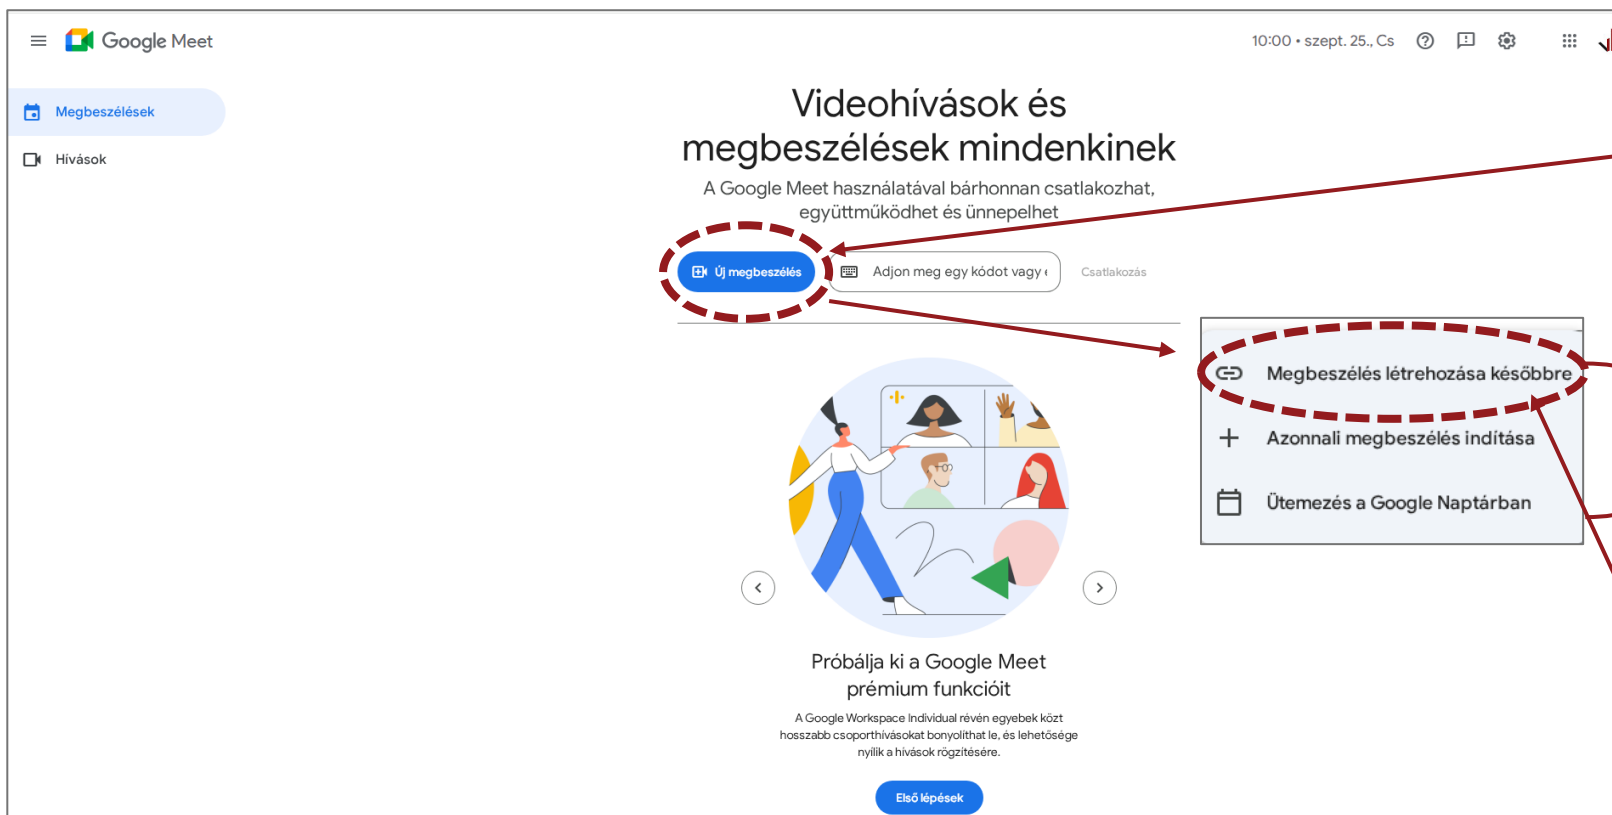 Google Meet
10:00 • szept. 25., Cs
Megbeszélések
Hívások
Videohívások és
megbeszélések mindenkinek
A Google Meet használatával bárhonnan csatlakozhat,
együttműködhet és ünnepelhet
Új megbeszélés
Adjon meg egy kódot vagy
Csatlakozás
Megbeszélés létrehozása későbbre
Azonnali megbeszélés indítása
Ütemezés a Google Naptárban
Próbálja ki a Google Meet
prémium funkcióit
A Google Workspace Individual révén egyebek közt
hosszabb csoporthívásokat bonyolíthat le, és lehetősége
nyílik a hívások rögzítésére.
Első lépések